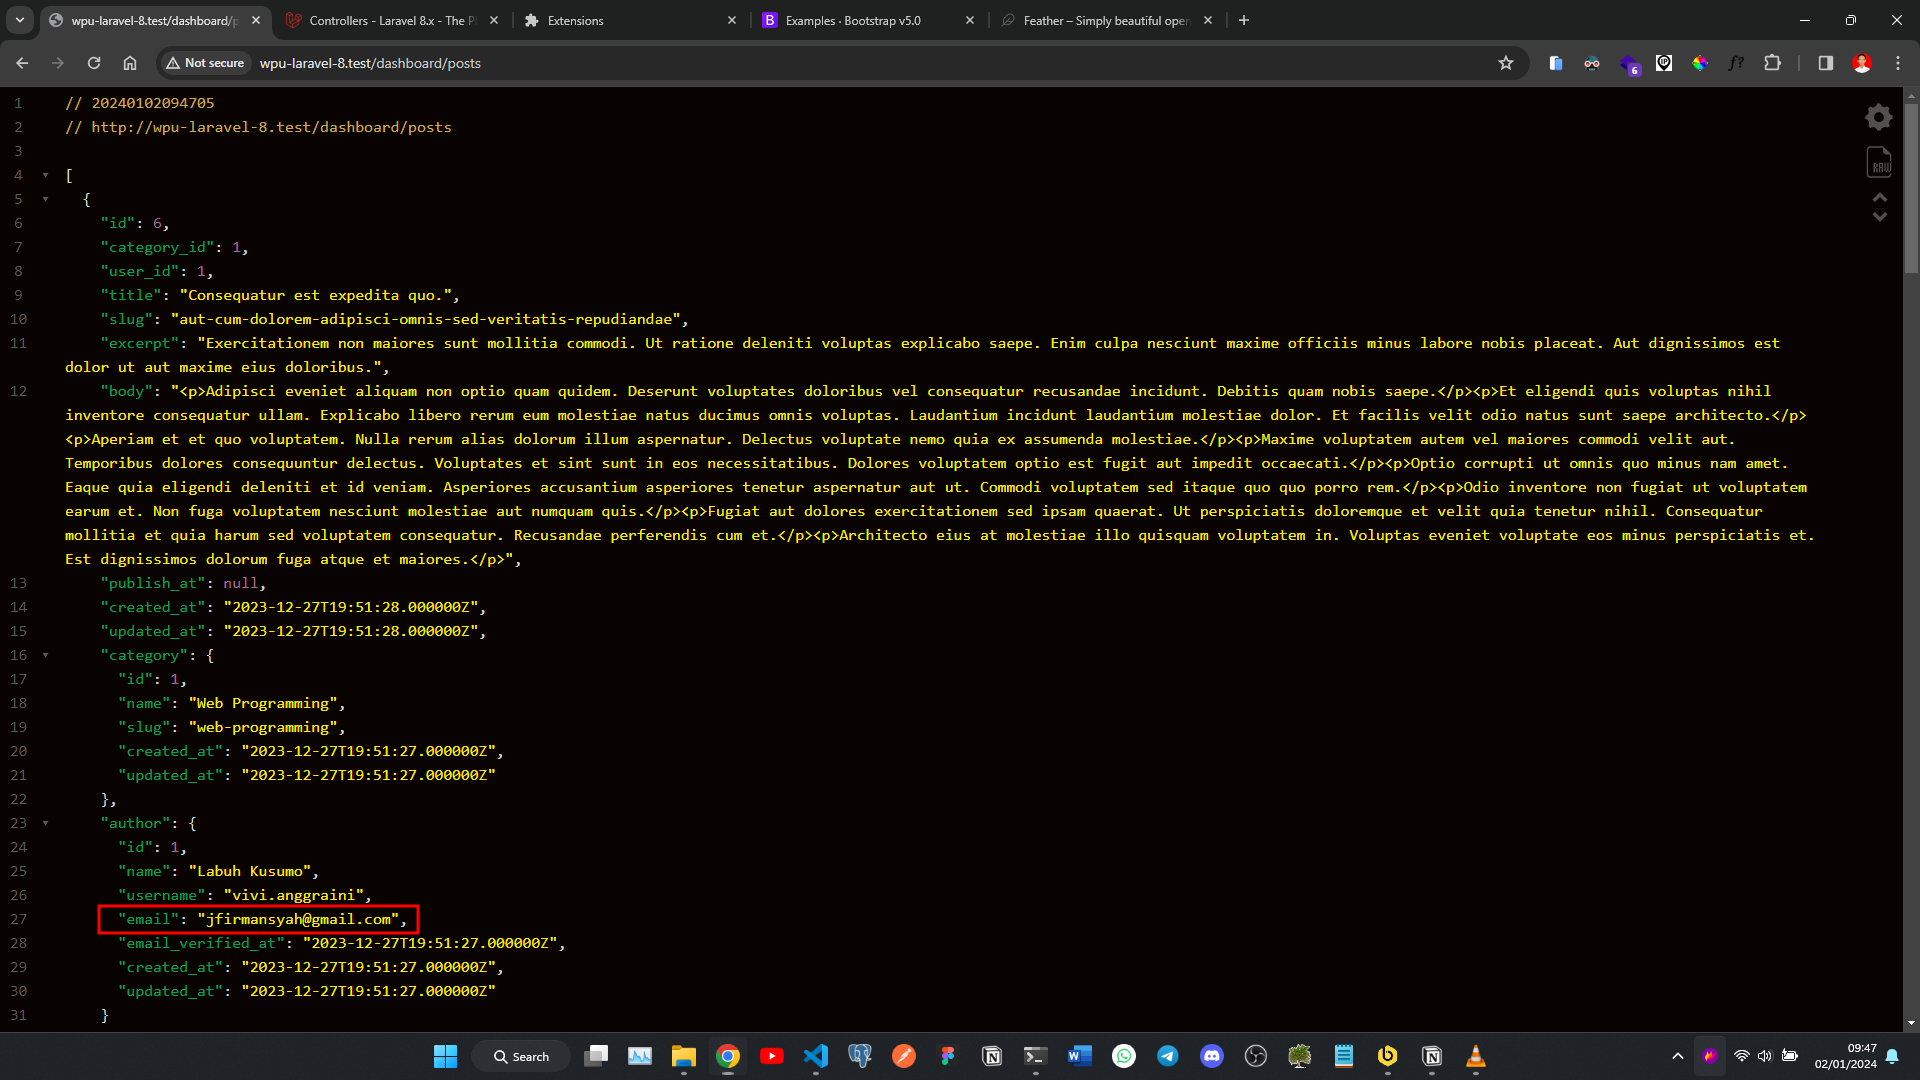 wpu-laravel-8.test/dashboard/p
Controllers - Laravel 8.x - The P
Extensions
Examples · Bootstrap v5.0
Feather – Simply beautiful open
Not secure
wpu-laravel-8.test/dashboard/posts
6
1 // 20240102094705
2 // http://wpu-laravel-8.test/dashboard/posts
3
4 [
5 {
6 "id": 6,
7 "category_id": 1,
8 "user_id": 1,
9 "title": "Consequatur est expedita quo.",
10 "slug": "aut-cum-dolorem-adipisci-omnis-sed-veritatis-repudiandae",
11 "excerpt": "Exercitationem non maiores sunt mollitia commodi. Ut ratione deleniti voluptas explicabo saepe. Enim culpa nesciunt maxime officiis minus labore nobis placeat. Aut dignissimos est
dolor ut aut maxime eius doloribus.",
12 "body": "<p>Adipisci eveniet aliquam non optio quam quidem. Deserunt voluptates doloribus vel consequatur recusandae incidunt. Debitis quam nobis saepe.</p><p>Et eligendi quis voluptas nihil
inventore consequatur ullam. Explicabo libero rerum eum molestiae natus ducimus omnis voluptas. Laudantium incidunt laudantium molestiae dolor. Et facilis velit odio natus sunt saepe architecto.</p>
<p>Aperiam et et quo voluptatem. Nulla rerum alias dolorum illum aspernatur. Delectus voluptate nemo quia ex assumenda molestiae.</p><p>Maxime voluptatem autem vel maiores commodi velit aut.
Temporibus dolores consequuntur delectus. Voluptates et sint sunt in eos necessitatibus. Dolores voluptatem optio est fugit aut impedit occaecati.</p><p>Optio corrupti ut omnis quo minus nam amet.
Eaque quia eligendi deleniti et id veniam. Asperiores accusantium asperiores tenetur aspernatur aut ut. Commodi voluptatem sed itaque quo quo porro rem.</p><p>Odio inventore non fugiat ut voluptatem
earum et. Non fuga voluptatem nesciunt molestiae aut numquam quis.</p><p>Fugiat aut dolores exercitationem sed ipsam quaerat. Ut perspiciatis doloremque et velit quia tenetur nihil. Consequatur
mollitia et quia harum sed voluptatem consequatur. Recusandae perferendis cum et.</p><p>Architecto eius at molestiae illo quisquam voluptatem in. Voluptas eveniet voluptate eos minus perspiciatis et.
Est dignissimos dolorum fuga atque et maiores.</p>",
13 "publish_at": null,
14 "created_at": "2023-12-27T19:51:28.000000Z",
15 "updated_at": "2023-12-27T19:51:28.000000Z",
16 "category": {
17 "id": 1,
18 "name": "Web Programming",
19 "slug": "web-programming",
20 "created_at": "2023-12-27T19:51:27.000000Z",
21 "updated_at": "2023-12-27T19:51:27.000000Z"
22 },
23 "author": {
24 "id": 1,
25 "name": "Labuh Kusumo",
26 "username": "vivi.anggraini",
27 "email": "jfirmansyah@gmail.com",
28 "email_verified_at": "2023-12-27T19:51:27.000000Z",
29 "created_at": "2023-12-27T19:51:27.000000Z",
30 "updated_at": "2023-12-27T19:51:27.000000Z"
31 }
RAW
Search
09:47
02/01/2024